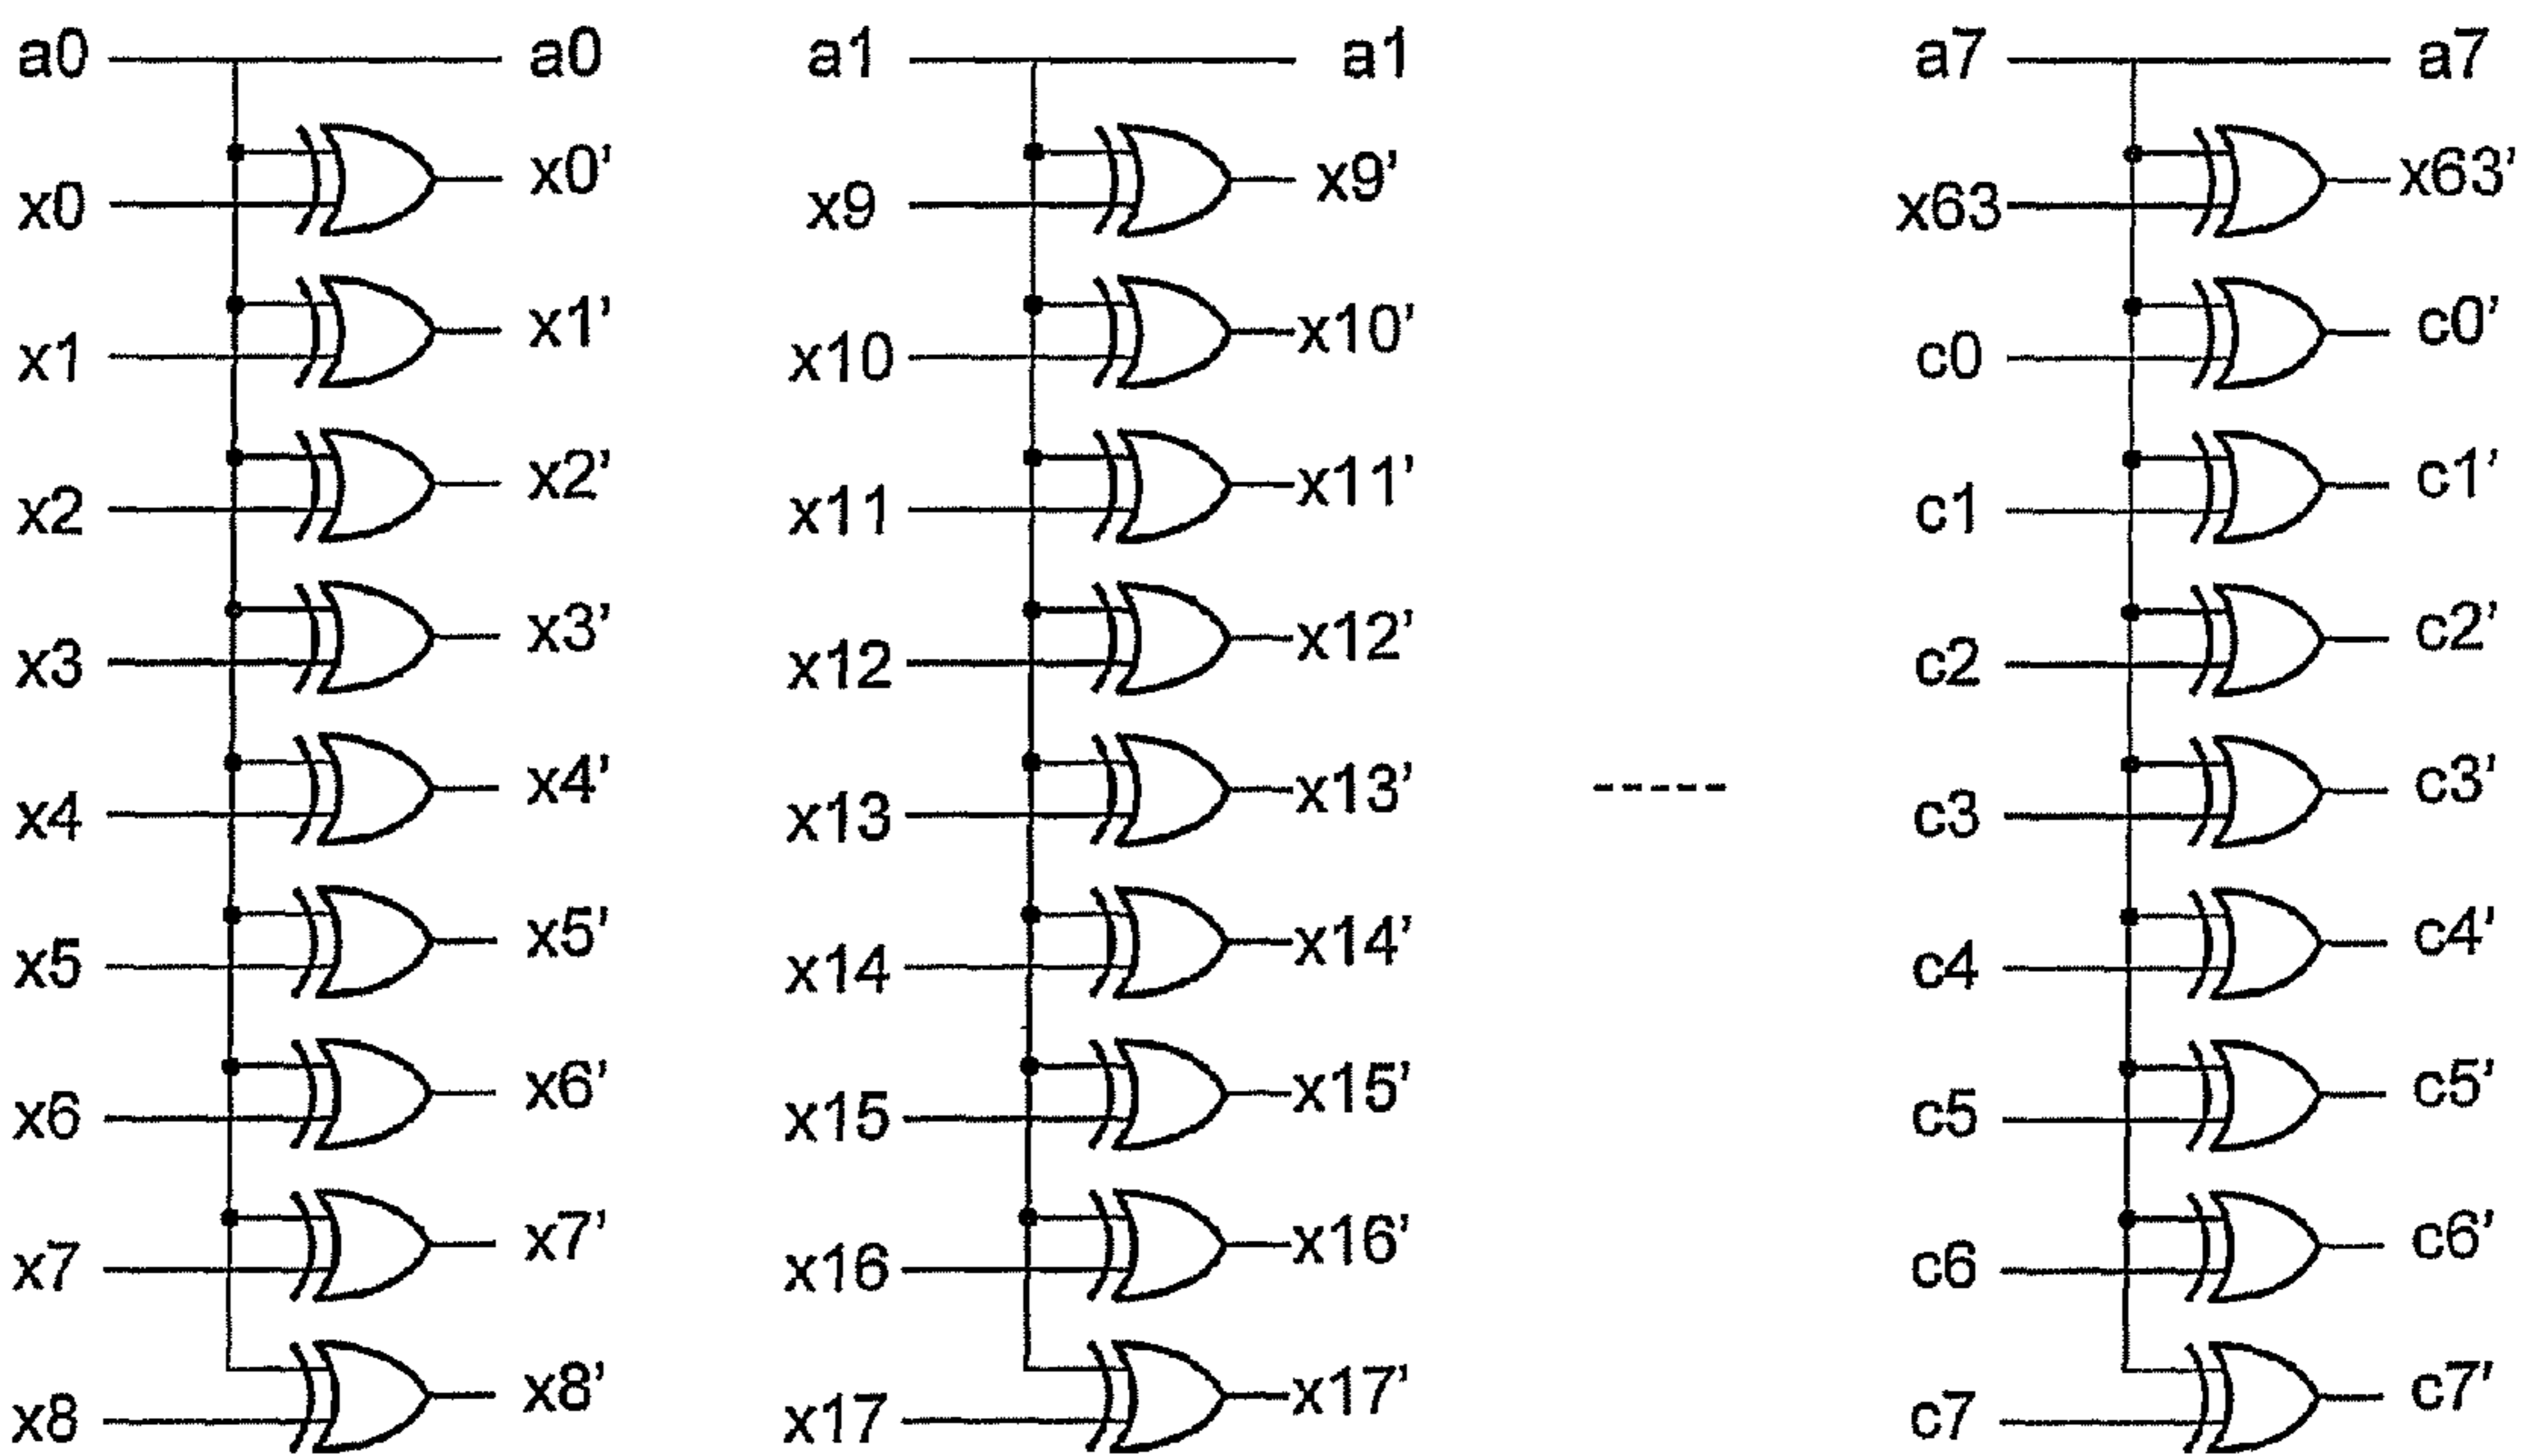 a0 a0
x0 x0'
x1 x1'
x2 x2'
x3 x3'
x4 x4'
x5 x5'
x6 x6'
x7 x7'
x8 x8'
a1 a1
x9 x9'
x10 x10'
x11 x11'
x12 x12'
x13 x13'
x14 x14'
x15 x15'
x16 x16'
x17 x17'
a7 a7
x63 x63'
c0 c0'
c1 c1'
c2 c2'
c3 c3'
c4 c4'
c5 c5'
c6 c6'
c7 c7'